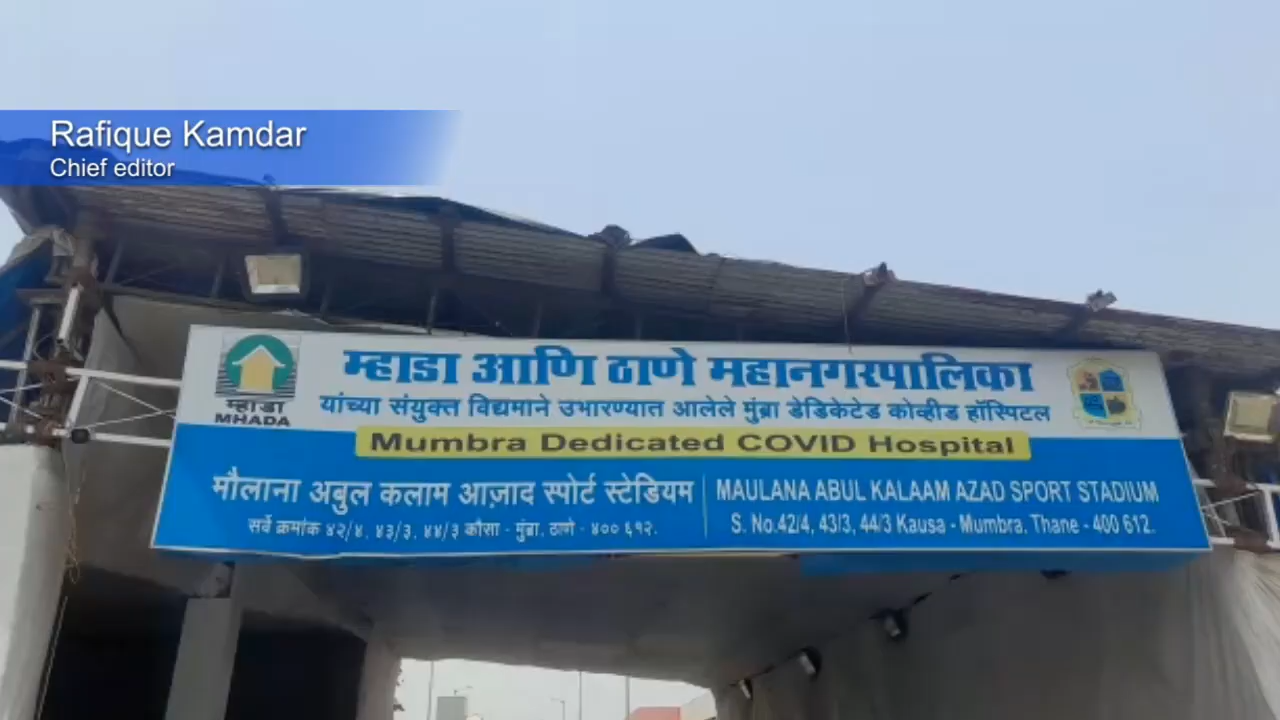 Rafique Kamdar
Chief editor
म्हाडा
MHADA
म्हाडा आणि ठाणे महानगरपालिका
यांच्या संयुक्त विद्यमाने उभारण्यात आलेले मुंब्रा डेडिकेटेड कोव्हीड हॉस्पिटल
Mumbra Dedicated COVID Hospital
मौलाना अबुल कलाम आज़ाद स्पोर्ट स्टेडियम
सर्वे क्रमांक ४२/४, ४३/३, ४४/३ कौसा - मुंब्रा, ठाणे - ४०० ६१२.
MAULANA ABUL KALAAM AZAD SPORT STADIUM
S. No.42/4, 43/3, 44/3 Kausa - Mumbra, Thane - 400 612.